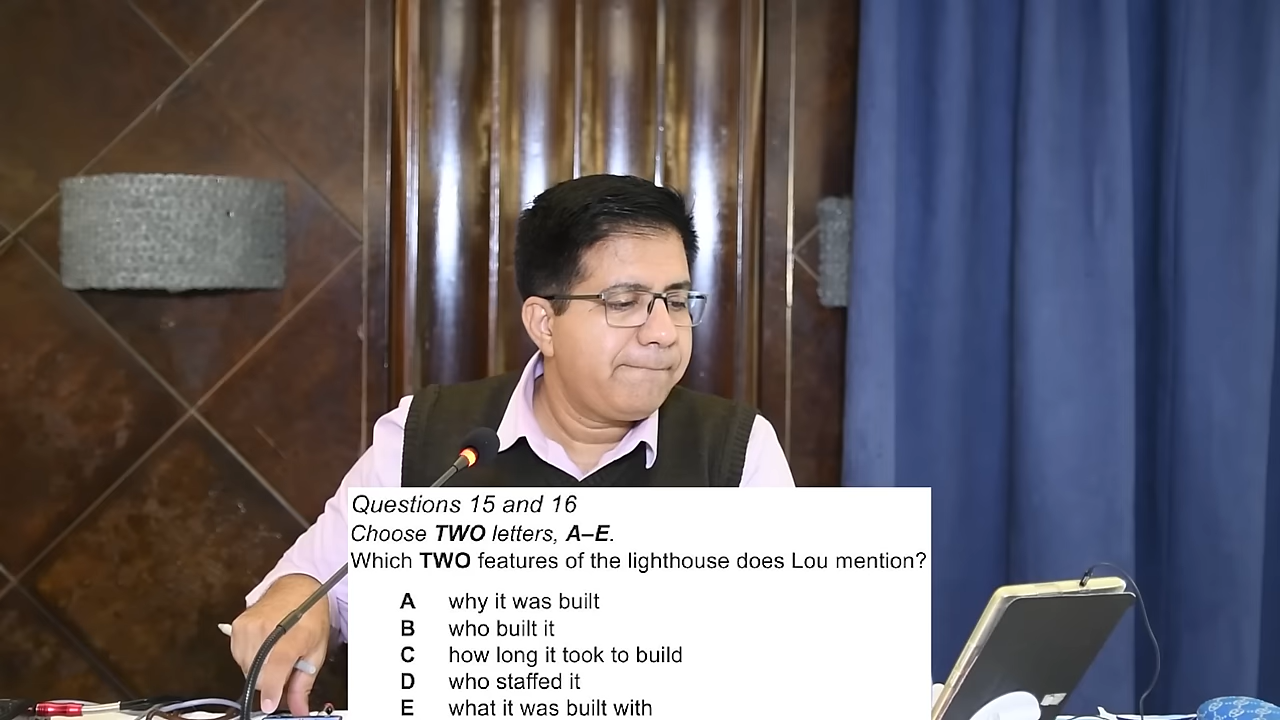 Questions 15 and 16
Choose TWO letters, A–E.
Which TWO features of the lighthouse does Lou mention?
A why it was built
B who built it
C how long it took to build
D who staffed it
E what it was built with